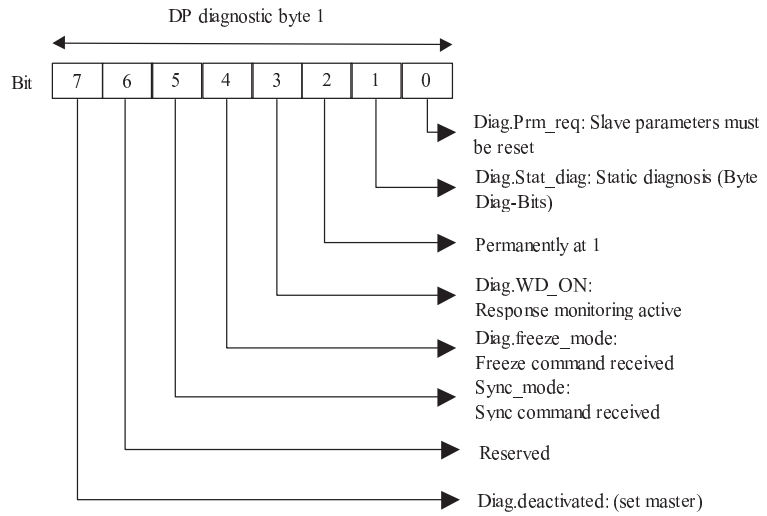 DP diagnostic byte 1
Bit 7 6 5 4 3 2 1 0
Diag.Prm_req: Slave parameters must
be reset
Diag.Stat_diag: Static diagnosis (Byte
Diag-Bits)
Permanently at 1
Diag.WD_ON:
Response monitoring active
Diag.freeze_mode:
Freeze command received
Sync_mode:
Sync command received
Reserved
Diag.deactivated: (set master)